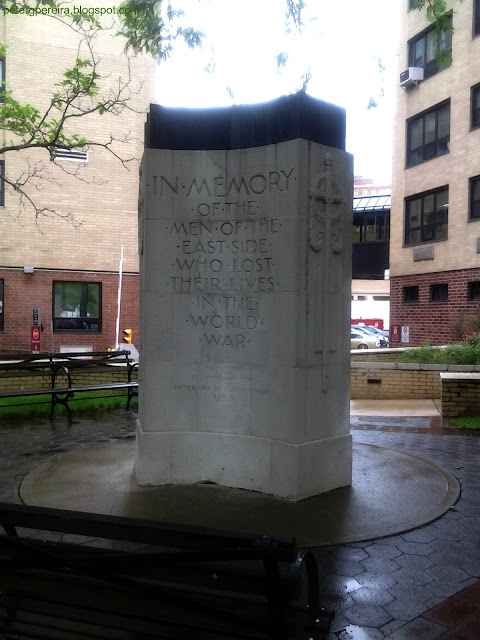 petergpereira.blogspot.com
IN·MEMORY·
·OF·THE·
MEN·OF·THE·
·EAST·SIDE·
WHO·LOST·
THEIR·LIVES·
·IN·THE·
·WORLD·
WAR·